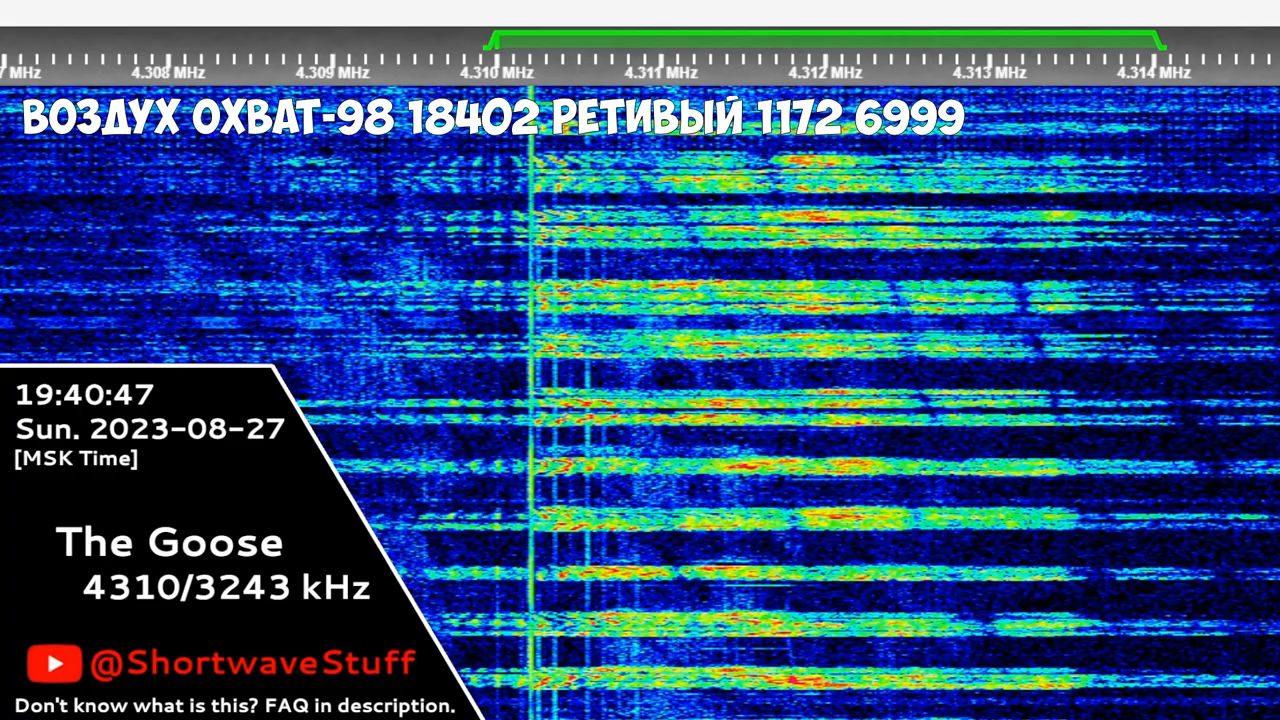 7 MHz 4.308 MHz 4.309 MHz 4.310 MHz 4.311 MHz 4.312 MHz 4.313 MHz 4.314 MHz
ВОЗДУХ ОХВАТ-98 18402 РЕТИВЫЙ 1172 6999
19:40:47
Sun. 2023-08-27
[MSK Time]
The Goose
4310/3243 kHz
@ShortwaveStuff
Don't know what is this? FAQ in description.